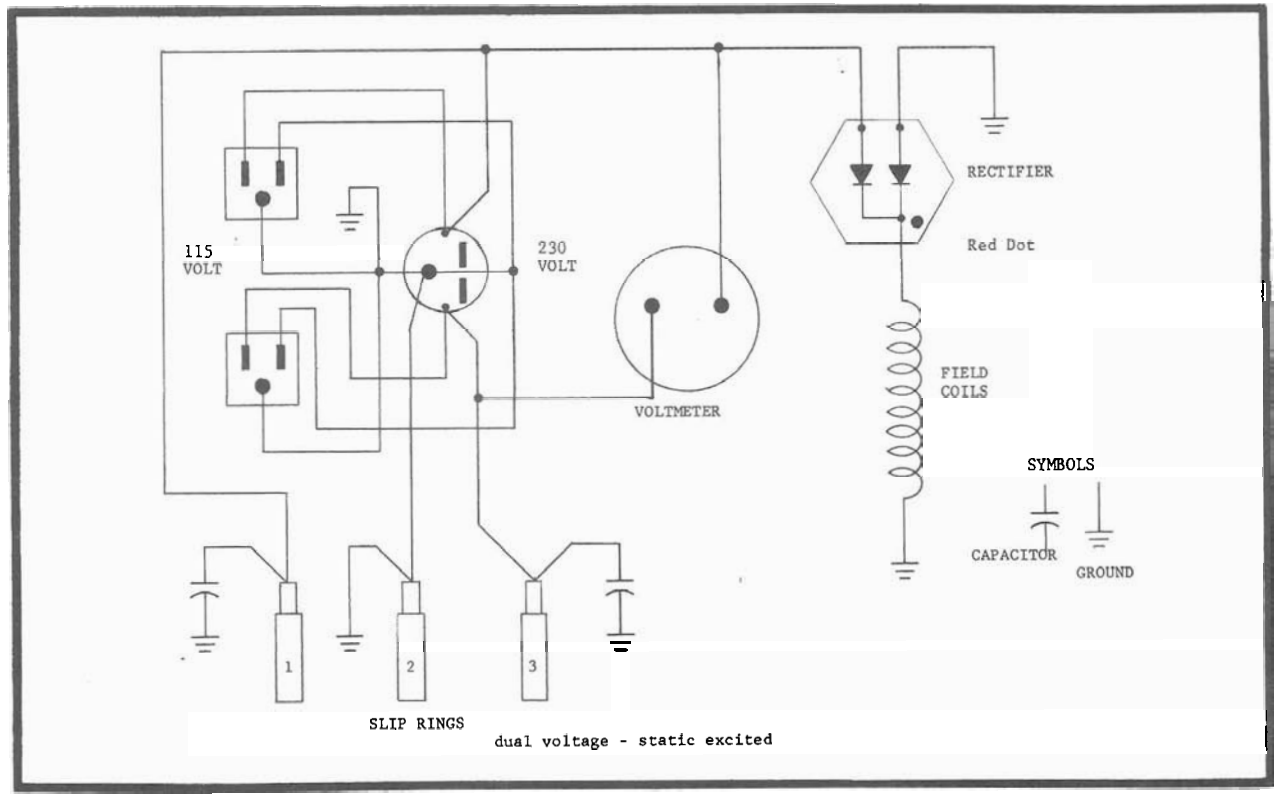 RECTIFIER
115
VOLT
230
VOLT
Red Dot
FIELD
COILS
VOLTMETER
SYMBOLS
CAPACITOR
GROUND
1
2
3
SLIP RINGS
dual voltage - static excited